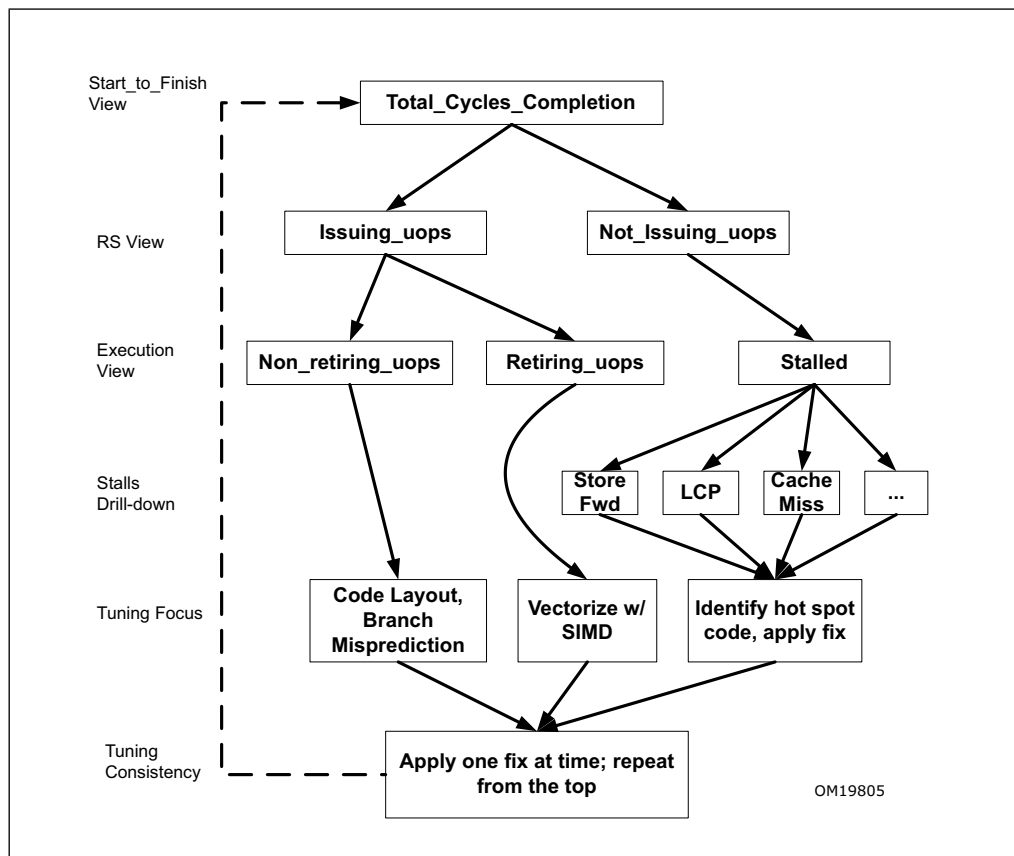 Start_to_Finish
View
Total_Cycles_Completion
RS View
Issuing_uops
Not_Issuing_uops
Execution
View
Non_retiring_uops
Retiring_uops
Stalled
Stalls
Drill-down
Store
Fwd
LCP
Cache
Miss
...
Tuning Focus
Code Layout,
Branch
Misprediction
Vectorize w/
SIMD
Identify hot spot
code, apply fix
Tuning
Consistency
Apply one fix at time; repeat
from the top
OM19805